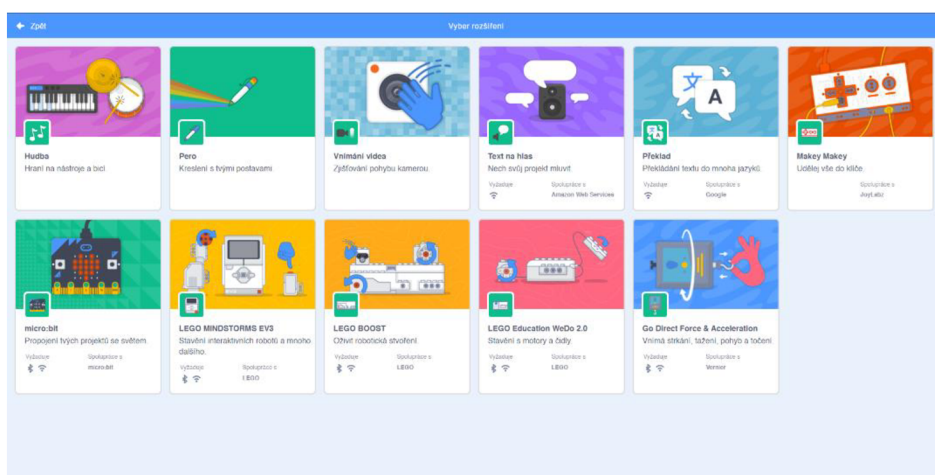 Zpět
Vyber rozšíření
Hudba
Hraní na nástroje a bicí
Pero
Kreslení s tvými postavami.
Vnímání videa
Zjišťování pohybu kamerou.
Text na hlas
Nech svůj projekt mluvit
Vyžaduje
Spolupráce s
Amazon Web Services
Překlad
Překládání textu do mnoha jazyků.
Vyžaduje
Spolupráce s
Google
Makey Makey
Udělej vše do klíče.
Spolupráce s
JoyLabz
micro:bit
Propojení tvých projektů se světem
Vyžaduje
Spolupráce s
micro:bit
LEGO MINDSTORMS EV3
Stavění interaktivních robotů a mnoho
dalšího.
Vyžaduje
Spolupráce s
LEGO
LEGO BOOST
Oživit robotická stvoření.
Vyžaduje
Spolupráce s
LEGO
LEGO Education WeDo 2.0
Stavění s motory a čidly.
Vyžaduje
Spolupráce s
LEGO
Go Direct Force & Acceleration
Vnímá strkání, tažení, pohyb a točení
Vyžaduje
Spolupráce s
Vernier